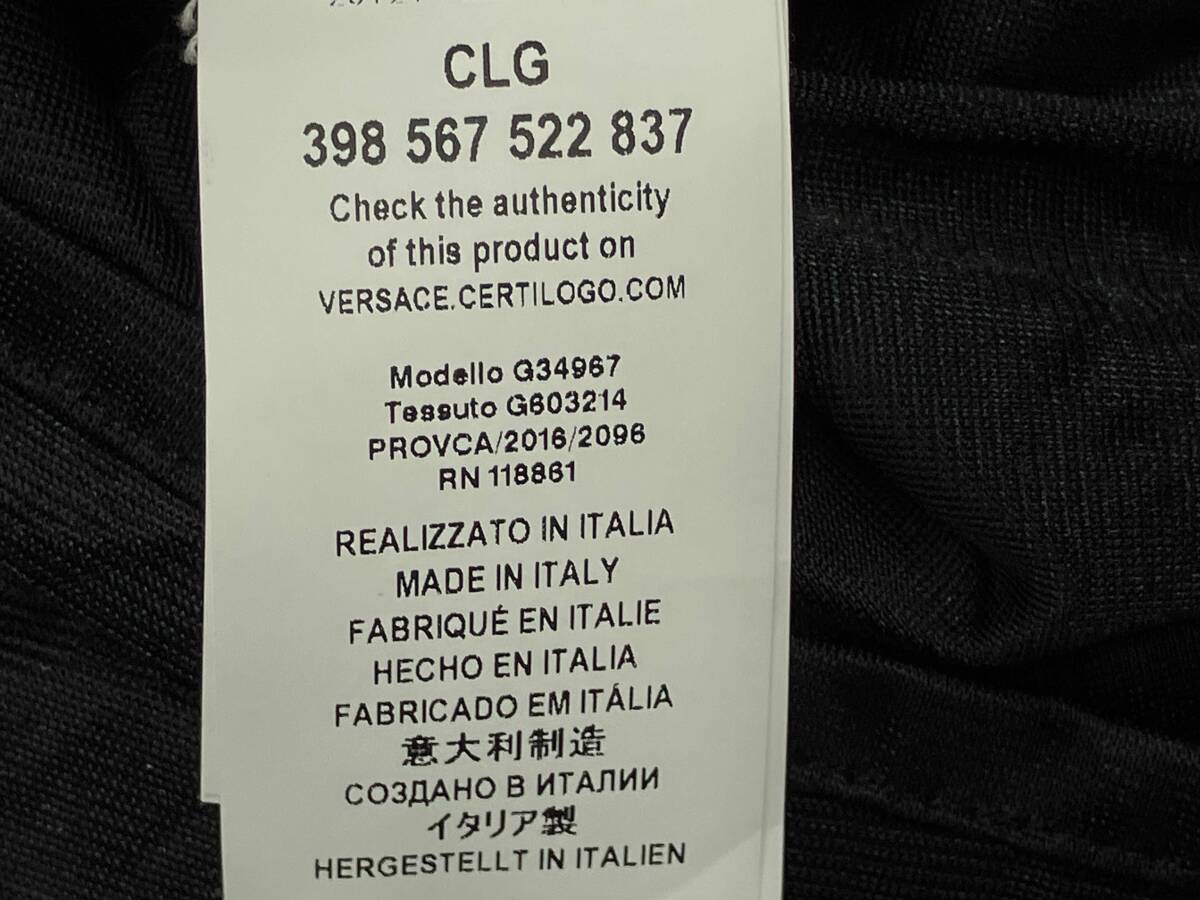 CLG
398 567 522 837
Check the authenticity
of this product on
VERSACE.CERTILOGO.COM
Modello G34967
Tessuto G603214
PROVCA/2016/2096
RN 118861
REALIZZATO IN ITALIA
MADE IN ITALY
FABRIQUÉ EN ITALIE
HECHO EN ITALIA
FABRICADO EM ITÁLIA
意大利制造
СОЗДАНО В ИТАЛИИ
イタリア製
HERGESTELLT IN ITALIEN